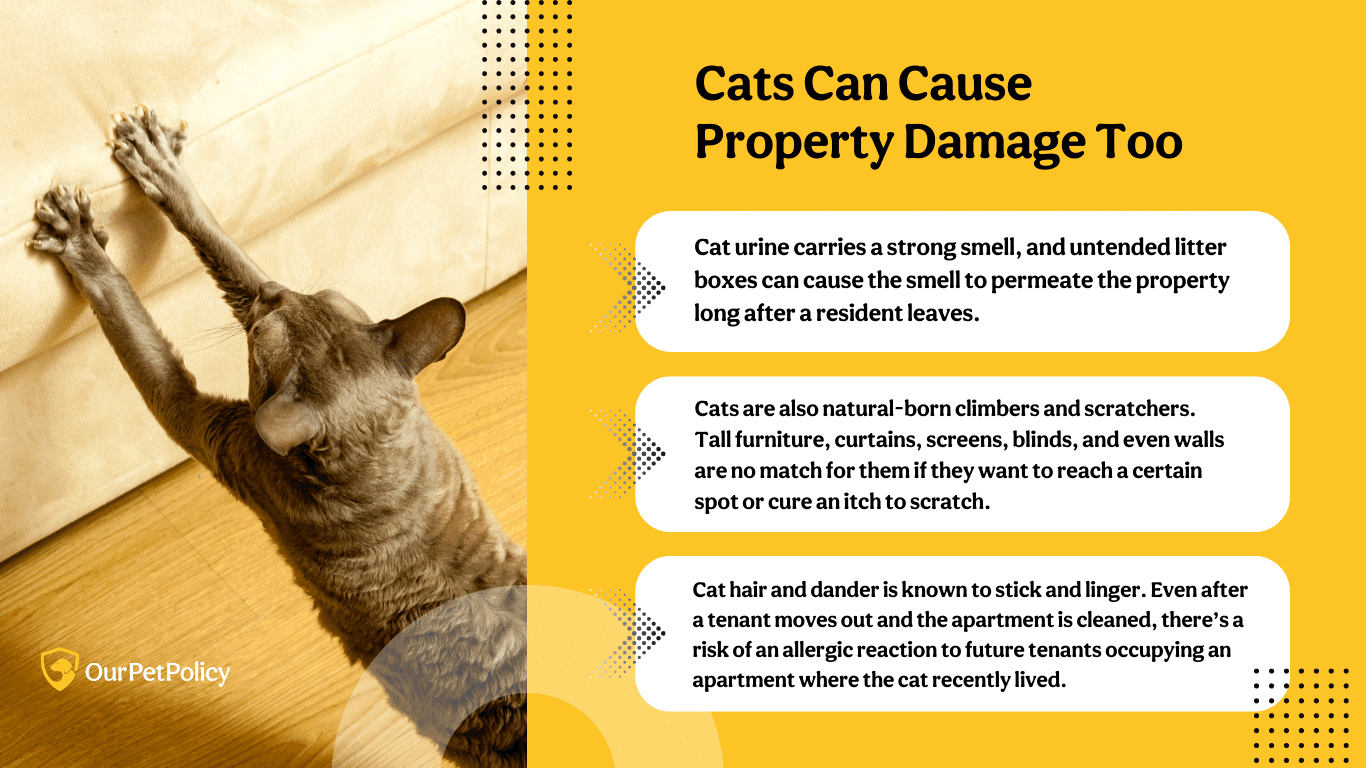 Cats Can Cause
Property Damage Too
Cat urine carries a strong smell, and untended litter
boxes can cause the smell to permeate the property
long after a resident leaves.
Cats are also natural-born climbers and scratchers.
Tall furniture, curtains, screens, blinds, and even walls
are no match for them if they want to reach a certain
spot or cure an itch to scratch.
Cat hair and dander is known to stick and linger. Even after
a tenant moves out and the apartment is cleaned, there's a
risk of an allergic reaction to future tenants occupying an
apartment where the cat recently lived.
OurPetPolicy